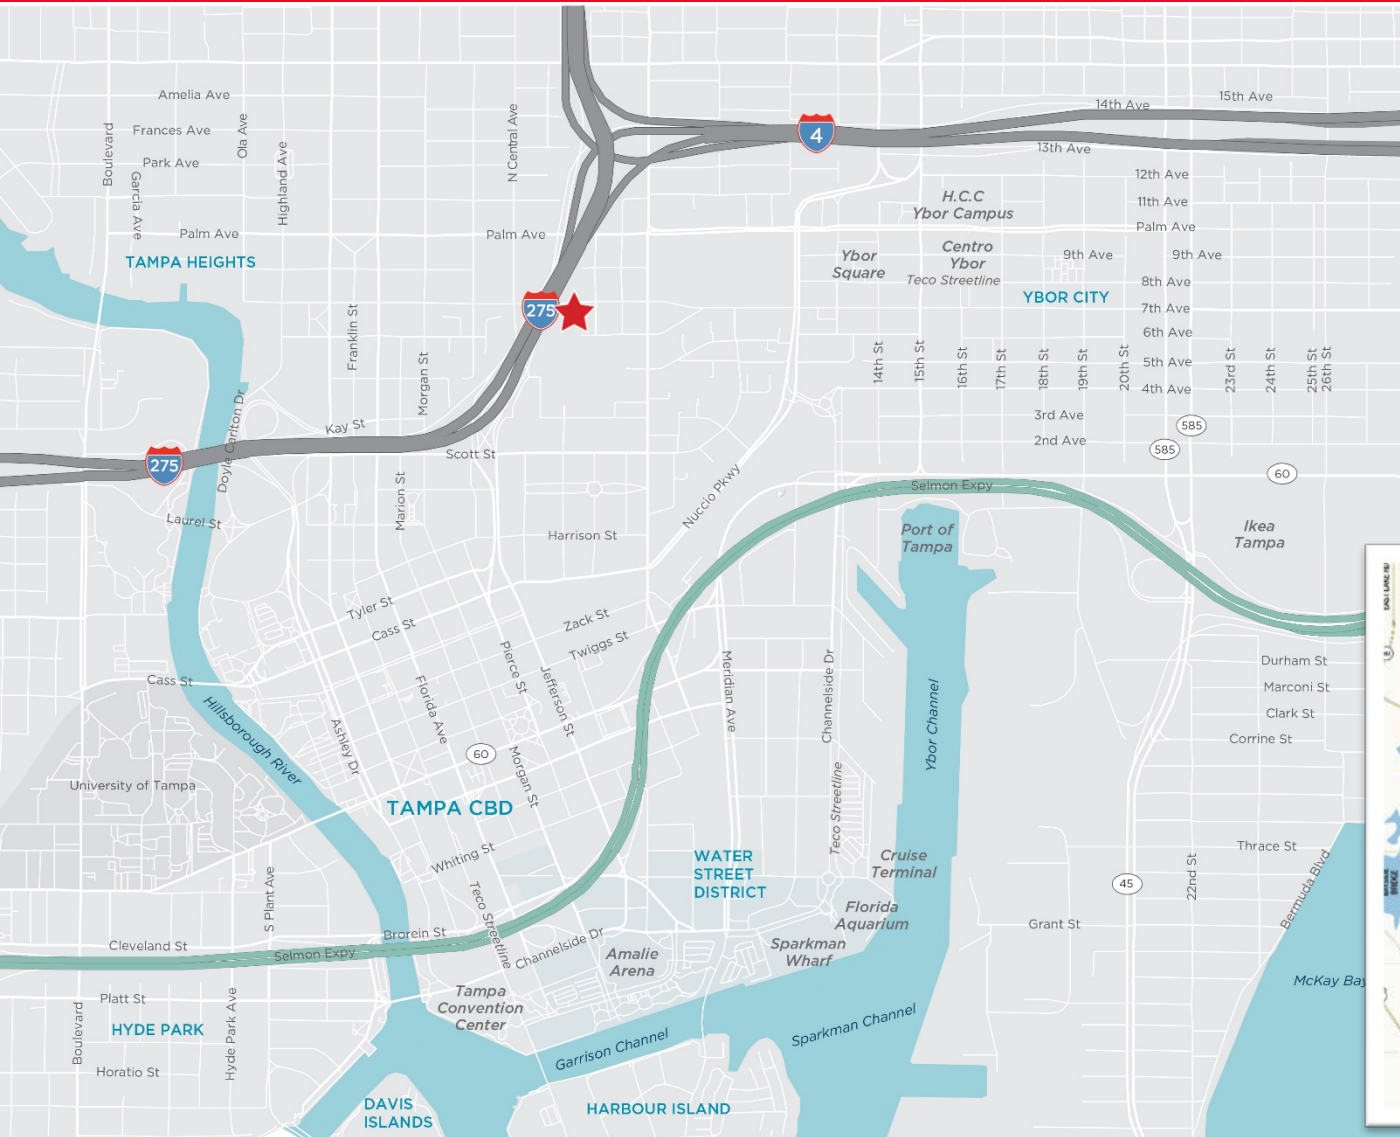 Amelia Ave
Frances Ave
Ola Ave
Boulevard
Park Ave
Garcia Ave
Highland Ave
Palm Ave
TAMPA HEIGHTS
N Central Ave
Palm Ave
4
14th Ave
15th Ave
13th Ave
12th Ave
11th Ave
Palm Ave
H.C.C
Ybor Campus
Ybor
Square
Centro
Ybor
Teco Streetline
9th Ave
9th Ave
8th Ave
YBOR CITY
7th Ave
6th Ave
5th Ave
4th Ave
14th St
15th St
16th St
17th St
18th St
19th St
20th St
23rd St
24th St
25th St
26th St
3rd Ave
2nd Ave
585
585
60
275
Franklin St
Morgan St
Kay St
Scott St
Doyle Carlton Dr
275
Marion St
Laurel St
Nuccio Pkwy
Harrison St
Selmon Expy
Port of
Tampa
Ikea
Tampa
Tyler St
Cass St
Zack St
Twiggs St
Pierce St
Jefferson St
Cass St
Florida Ave
Ashley Dr
Hillsborough River
60
Morgan St
University of Tampa
TAMPA CBD
Meridian Ave
Channelside Dr
Ybor Channel
Teco Streetline
Durham St
Marconi St
Clark St
Corrine St
Whiting St
WATER
STREET
DISTRICT
Cruise
Terminal
Florida
Aquarium
Sparkman
Wharf
45
22nd St
Thrace St
Bermuda Blvd
Grant St
S Plant Ave
Teco Streetline
Brorein St
Cleveland St
Selmon Expy
Channelside Dr
Amalie
Arena
McKay Bay
Platt St
Boulevard
Hyde Park Ave
HYDE PARK
Horatio St
Tampa
Convention
Center
Garrison Channel
Sparkman Channel
DAVIS
ISLANDS
HARBOUR ISLAND